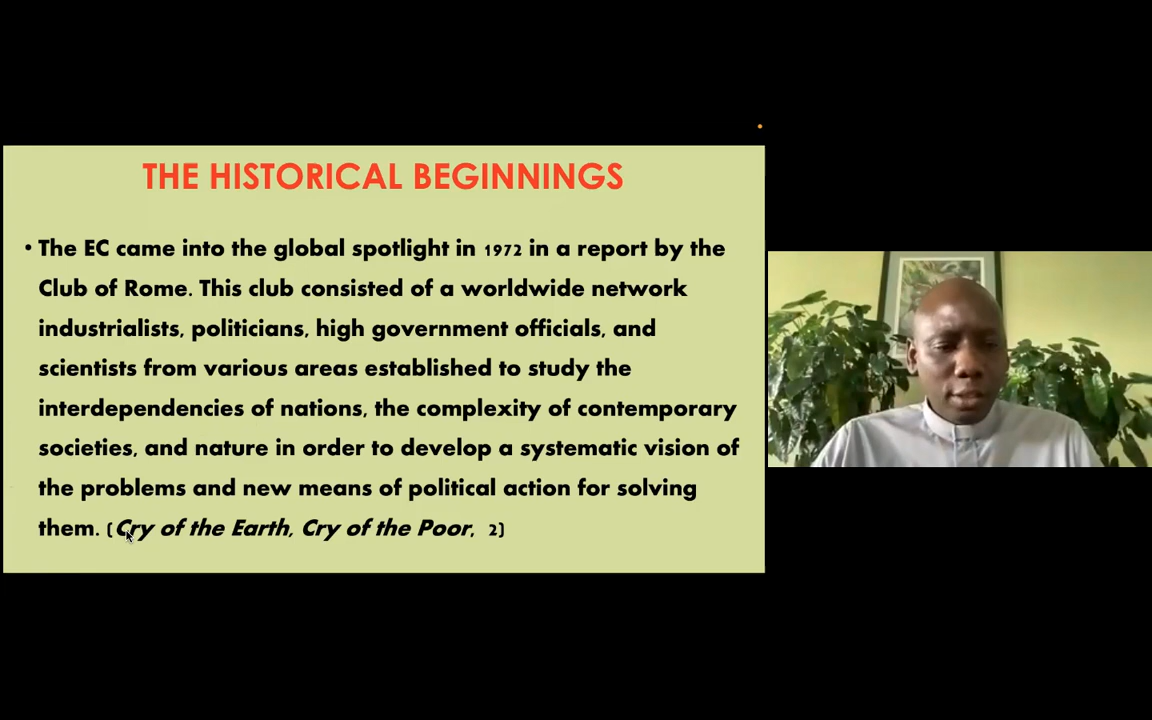 THE HISTORICAL BEGINNINGS
• The EC came into the global spotlight in 1972 in a report by the
Club of Rome. This club consisted of a worldwide network
industrialists, politicians, high government officials, and
scientists from various areas established to study the
interdependencies of nations, the complexity of contemporary
societies, and nature in order to develop a systematic vision of
the problems and new means of political action for solving
them. (Cry of the Earth, Cry of the Poor, 2)